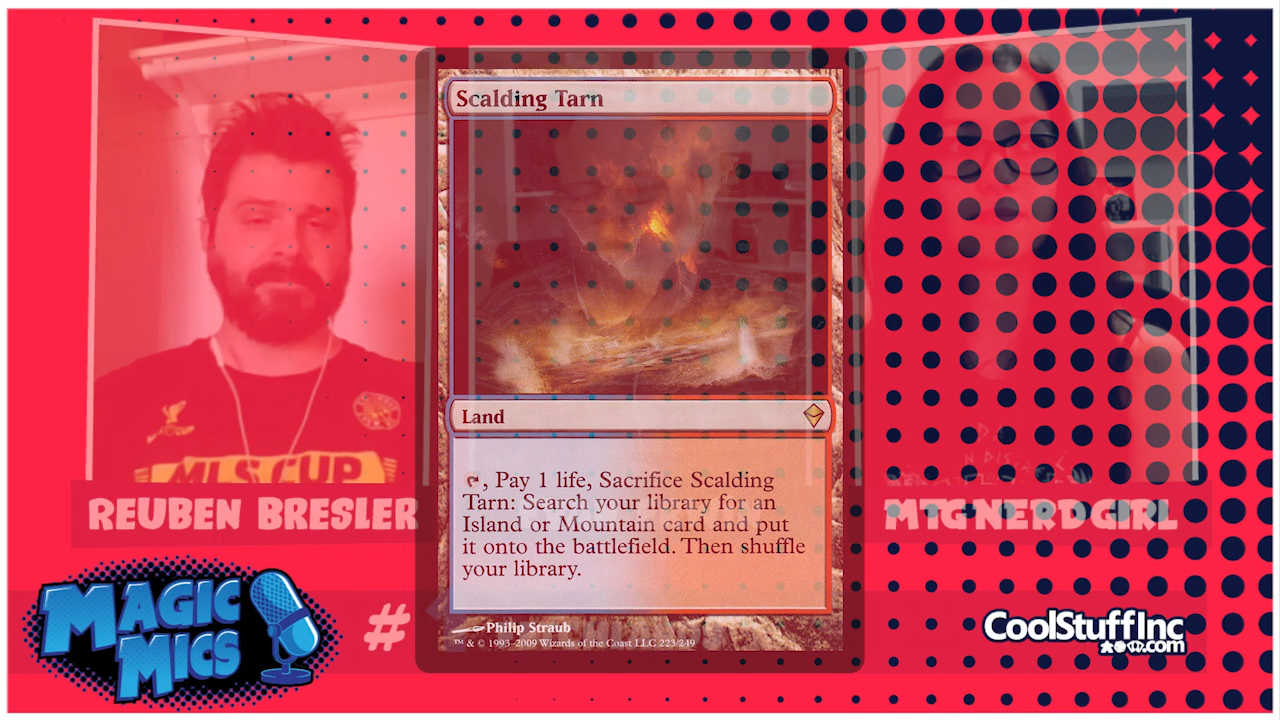 Scalding Tarn
Land
, Pay 1 life, Sacrifice Scalding
Tarn: Search your library for an
Island or Mountain card and put
it onto the battlefield. Then shuffle
your library.
Philip Straub
™ & © 1993–2009 Wizards of the Coast LLC 223/249
MLS CUP
REUBEN BRESLER
MTGNERDGIRL
MAGIC
MICS
#
CoolStuffInc
.com